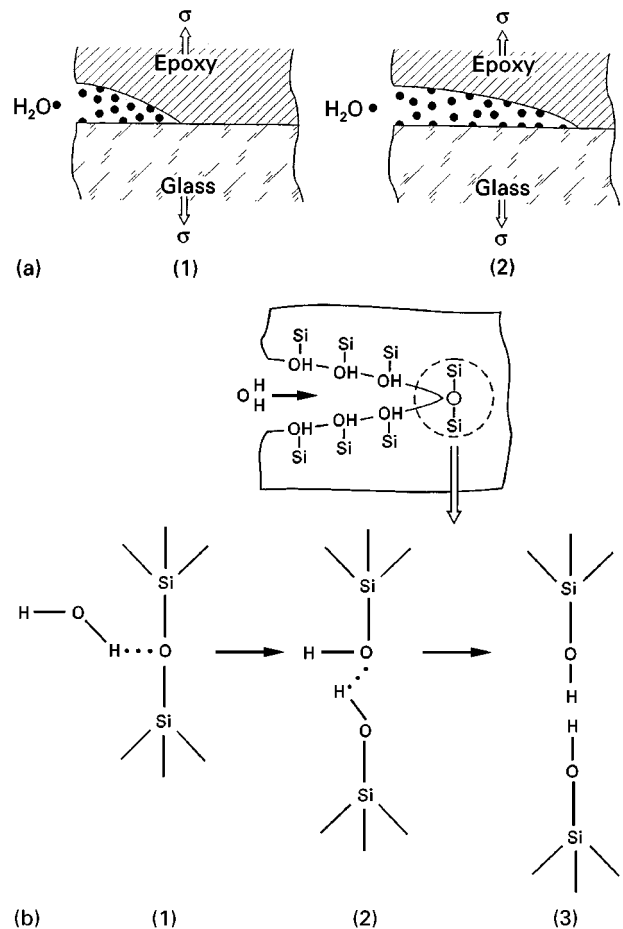 σ σ
Epoxy Epoxy
H₂O• H₂O •
Glass Glass
σ σ
(a) (1) (2)
Si Si Si
OH OH OH Si
O H H O
OH OH OH Si
Si Si Si
Si Si Si
H O
H O H O O
H H
H
Si O O
Si Si
(b) (1) (2) (3)